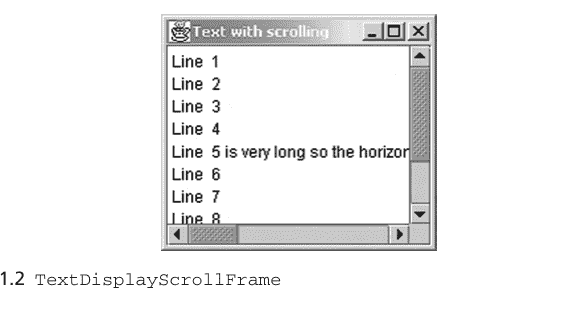 Text with scrolling
Line 1
Line 2
Line 3
Line 4
Line 5 is very long so the horizor
Line 6
Line 7
Line 8
1.2 TextDisplayScrollFrame